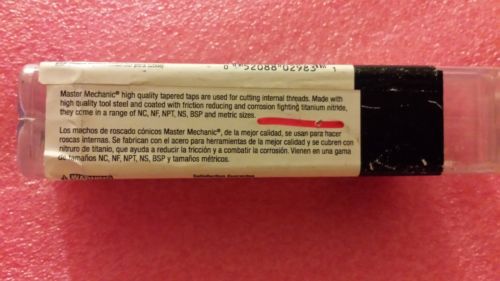 0 52088 02983 1
Master Mechanic® high quality tapered taps are used for cutting internal threads. Made with
high quality tool steel and coated with friction reducing and corrosion fighting titanium nitride,
they come in a range of NC, NF, NPT, NS, BSP and metric sizes.
Los machos de roscado cónicos Master Mechanic®, de la mejor calidad, se usan para hacer
roscas internas. Se fabrican con el acero para herramientas de la mejor calidad y se cubren con
nitruro de titanio, que ayuda a reducir la fricción y a combatir la corrosión. Vienen en una gama
de tamaños NC, NF, NPT, NS, BSP y tamaños métricos.
WARNING
Satisfaction Guarantee